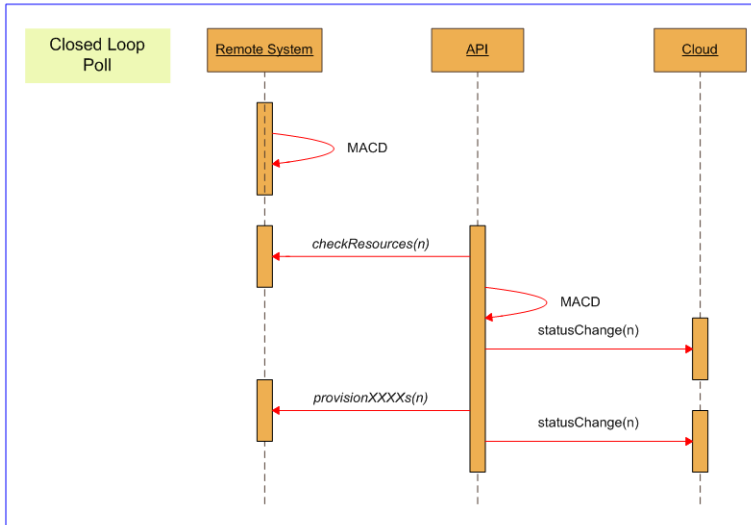 Closed Loop
Poll
Remote System
API
Cloud
MACD
checkResources(n)
MACD
statusChange(n)
provisionXXXXs(n)
statusChange(n)